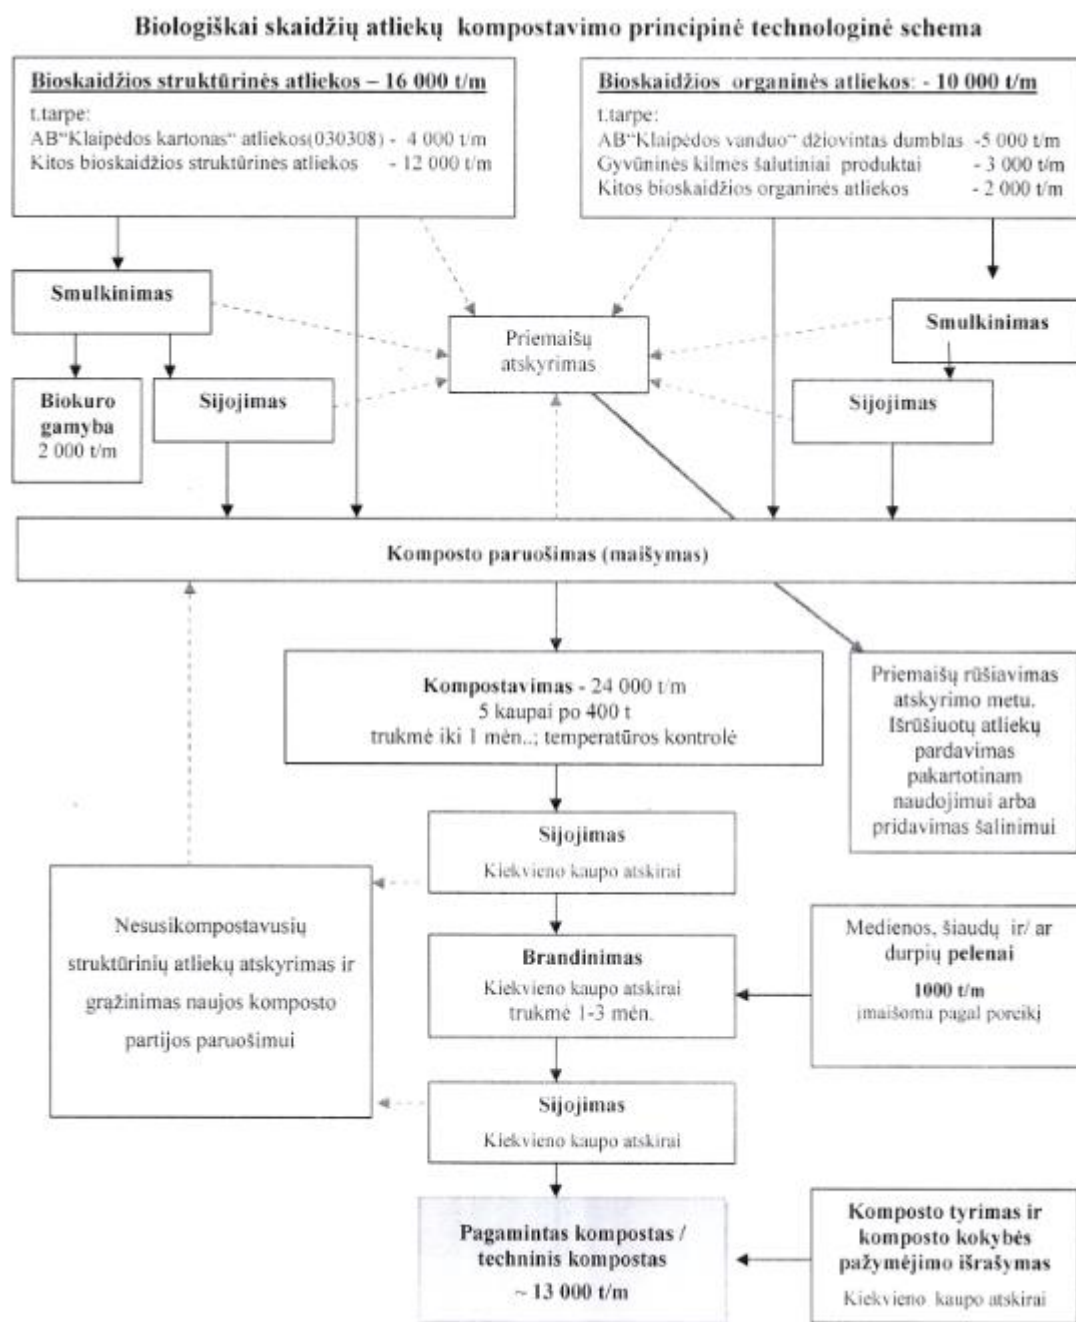 Biologiškai skaidžių atliekų kompostavimo principinė technologinė schema
Bioskaidžios struktūrinės atliekos – 16 000 t/m
t.tarpe:
AB“Klaipėdos kartonas“ atliekos(030308) - 4 000 t/m
Kitos bioskaidžios struktūrinės atliekos - 12 000 t/m
Bioskaidžios organinės atliekos: - 10 000 t/m
t.tarpe:
AB“Klaipėdos vanduo“ džiovintas dumblas -5 000 t/m
Gyvūninės kilmės šalutiniai produktai - 3 000 t/m
Kitos bioskaidžios organinės atliekos - 2 000 t/m
Smulkinimas
Priemaišų
atskyrimas
Smulkinimas
Biokuro
gamyba
2 000 t/m
Sijojimas
Sijojimas
Komposto paruošimas (maišymas)
Kompostavimas - 24 000 t/m
5 kaupai po 400 t
trukmė iki 1 mėn..; temperatūros kontrolė
Priemaišų rūšiavimas
atskyrimo metu.
Išrūšiuotų atliekų
pardavimas
pakartotinam
naudojimui arba
pridavimas šalinimui
Sijojimas
Kiekvieno kaupo atskirai
Nesusikompostavusių
struktūrinių atliekų atskyrimas ir
grąžinimas naujos komposto
partijos paruošimui
Brandinimas
Kiekvieno kaupo atskirai
trukmė 1-3 mėn.
Medienos, šiaudų ir/ ar
durpių pelenai
1000 t/m
įmaišoma pagal poreikį
Sijojimas
Kiekvieno kaupo atskirai
Pagamintas kompostas /
techninis kompostas
~ 13 000 t/m
Komposto tyrimas ir
komposto kokybės
pažymėjimo išrašymas
Kiekvieno kaupo atskirai